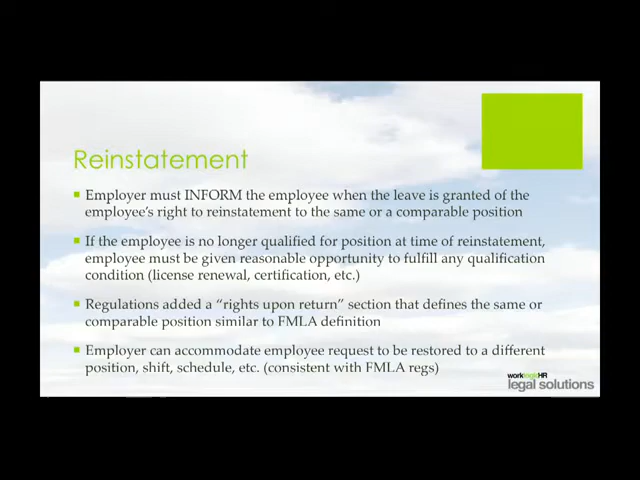 Reinstatement
Employer must INFORM the employee when the leave is granted of the
employee's right to reinstatement to the same or a comparable position
If the employee is no longer qualified for position at time of reinstatement,
employee must be given reasonable opportunity to fulfill any qualification
condition (license renewal, certification, etc.)
Regulations added a "rights upon return" section that defines the same or
comparable position similar to FMLA definition
Employer can accommodate employee request to be restored to a different
position, shift, schedule, etc. (consistent with FMLA regs)
worklogicHR
legal solutions